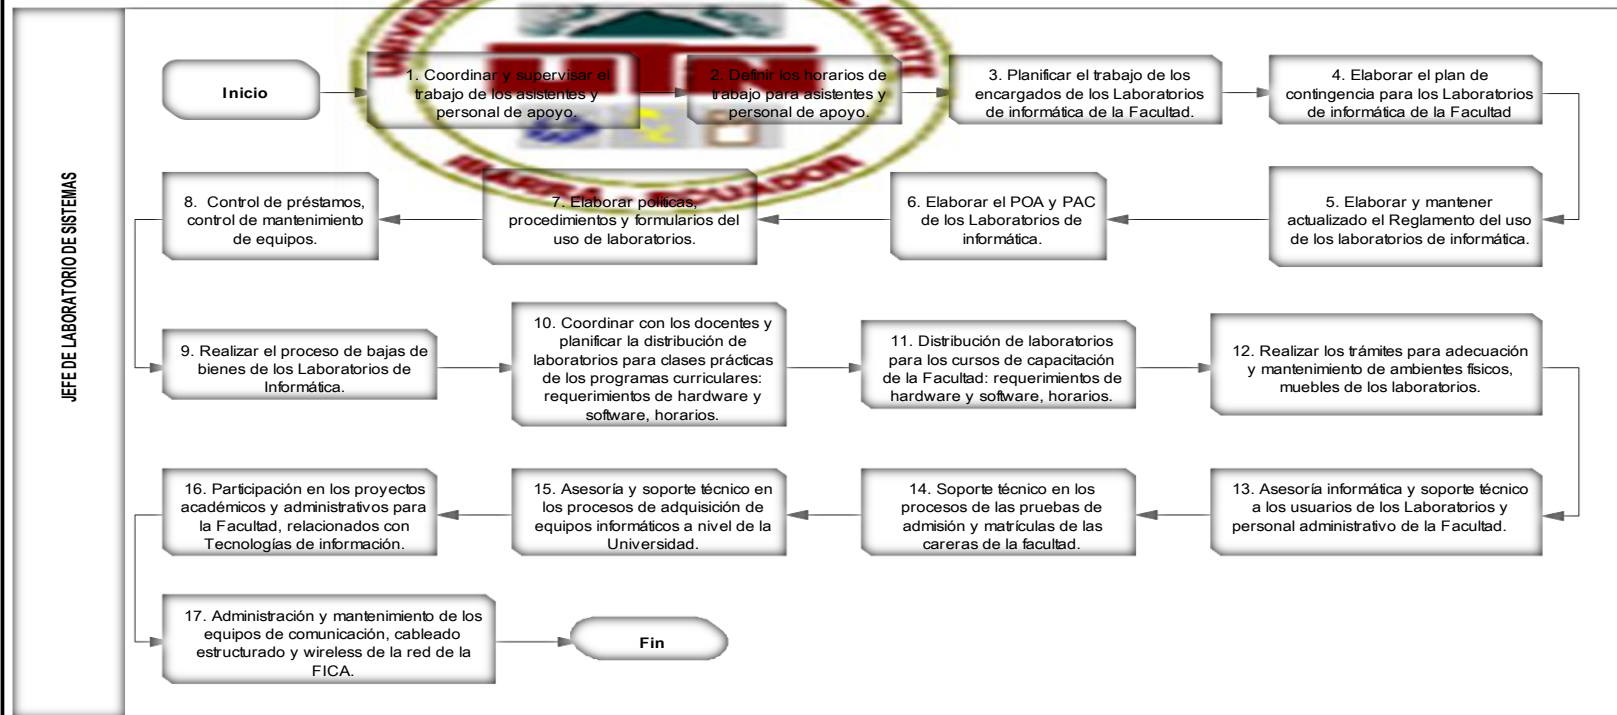 UNIVER NORTE
IBARRA - ECUADOR
UTN
JEFE DE LABORATORIO DE SISTEMAS
Inicio
1. Coordinar y supervisar el
trabajo de los asistentes y
personal de apoyo.
2. Definir los horarios de
trabajo para asistentes y
personal de apoyo.
3. Planificar el trabajo de los
encargados de los Laboratorios
de informática de la Facultad.
4. Elaborar el plan de
contingencia para los Laboratorios
de informática de la Facultad
5. Elaborar y mantener
actualizado el Reglamento del uso
de los laboratorios de informática.
6. Elaborar el POA y PAC
de los Laboratorios de
informática.
7. Elaborar políticas,
procedimientos y formularios del
uso de laboratorios.
8. Control de préstamos,
control de mantenimiento
de equipos.
9. Realizar el proceso de bajas de
bienes de los Laboratorios de
Informática.
10. Coordinar con los docentes y
planificar la distribución de
laboratorios para clases prácticas
de los programas curriculares:
requerimientos de hardware y
software, horarios.
11. Distribución de laboratorios
para los cursos de capacitación
de la Facultad: requerimientos de
hardware y software, horarios.
12. Realizar los trámites para adecuación
y mantenimiento de ambientes físicos,
muebles de los laboratorios.
13. Asesoría informática y soporte técnico
a los usuarios de los Laboratorios y
personal administrativo de la Facultad.
14. Soporte técnico en los
procesos de las pruebas de
admisión y matrículas de las
careras de la facultad.
15. Asesoría y soporte técnico en
los procesos de adquisición de
equipos informáticos a nivel de la
Universidad.
16. Participación en los proyectos
académicos y administrativos para
la Facultad, relacionados con
Tecnologías de información.
17. Administración y mantenimiento de los
equipos de comunicación, cableado
estructurado y wireless de la red de la
FICA.
Fin